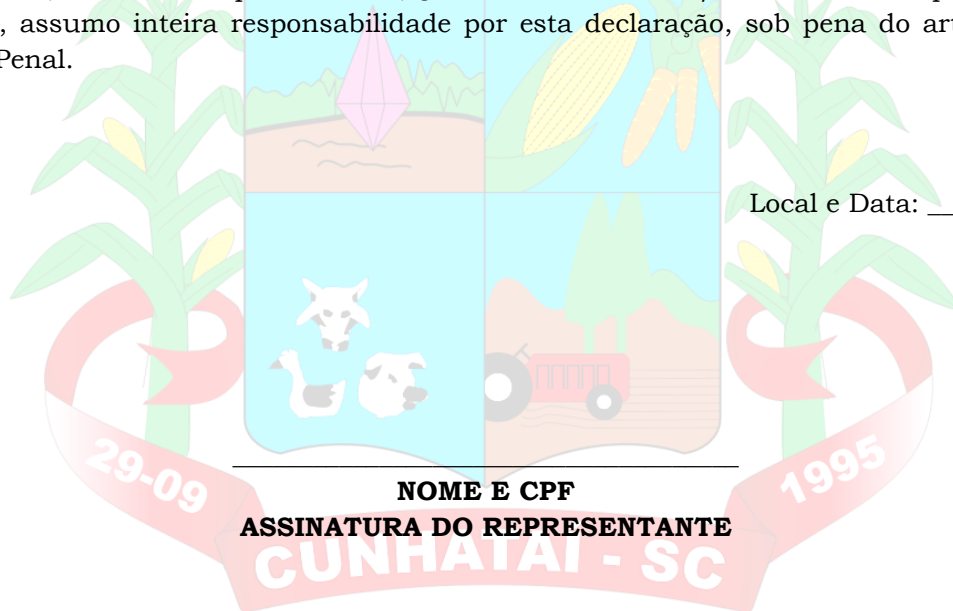 , assumo inteira responsabilidade por esta declaração, sob pena do
Penal.
Local e Data: __
29-09
1995
NOME E CPF
ASSINATURA DO REPRESENTANTE
CUNHATAÍ - SC